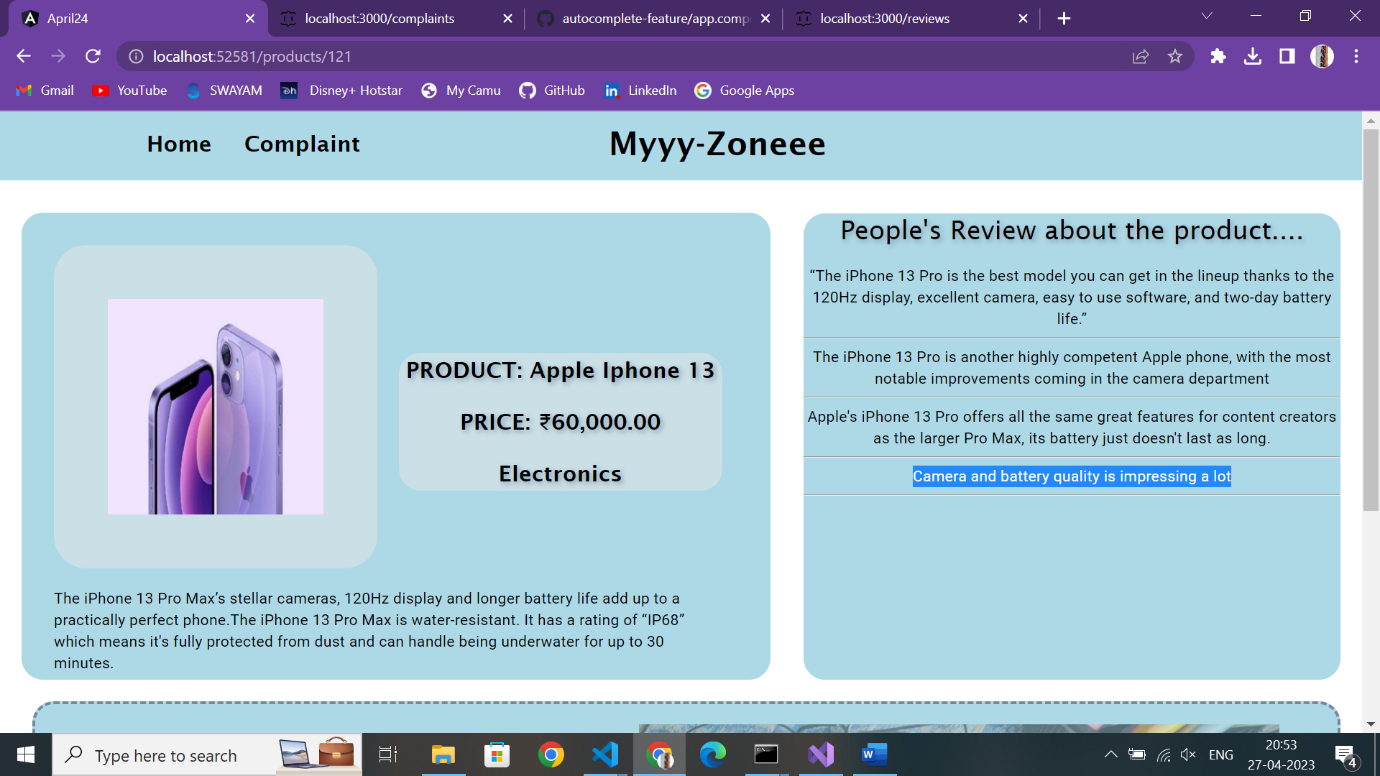 April24
localhost:3000/complaints
autocomplete-feature/app.comp
localhost:3000/reviews
localhost:52581/products/121
Gmail
YouTube
SWAYAM
Disney+ Hotstar
My Camu
GitHub
LinkedIn
Google Apps
Home
Complaint
Myyy-Zoneee
PRODUCT: Apple Iphone 13
PRICE: ₹60,000.00
Electronics
The iPhone 13 Pro Max’s stellar cameras, 120Hz display and longer battery life add up to a
practically perfect phone.The iPhone 13 Pro Max is water-resistant. It has a rating of “IP68”
which means it's fully protected from dust and can handle being underwater for up to 30
minutes.
People's Review about the product....
“The iPhone 13 Pro is the best model you can get in the lineup thanks to the
120Hz display, excellent camera, easy to use software, and two-day battery
life.”
The iPhone 13 Pro is another highly competent Apple phone, with the most
notable improvements coming in the camera department
Apple's iPhone 13 Pro offers all the same great features for content creators
as the larger Pro Max, its battery just doesn't last as long.
Camera and battery quality is impressing a lot
Type here to search
ENG
20:53
27-04-2023
4